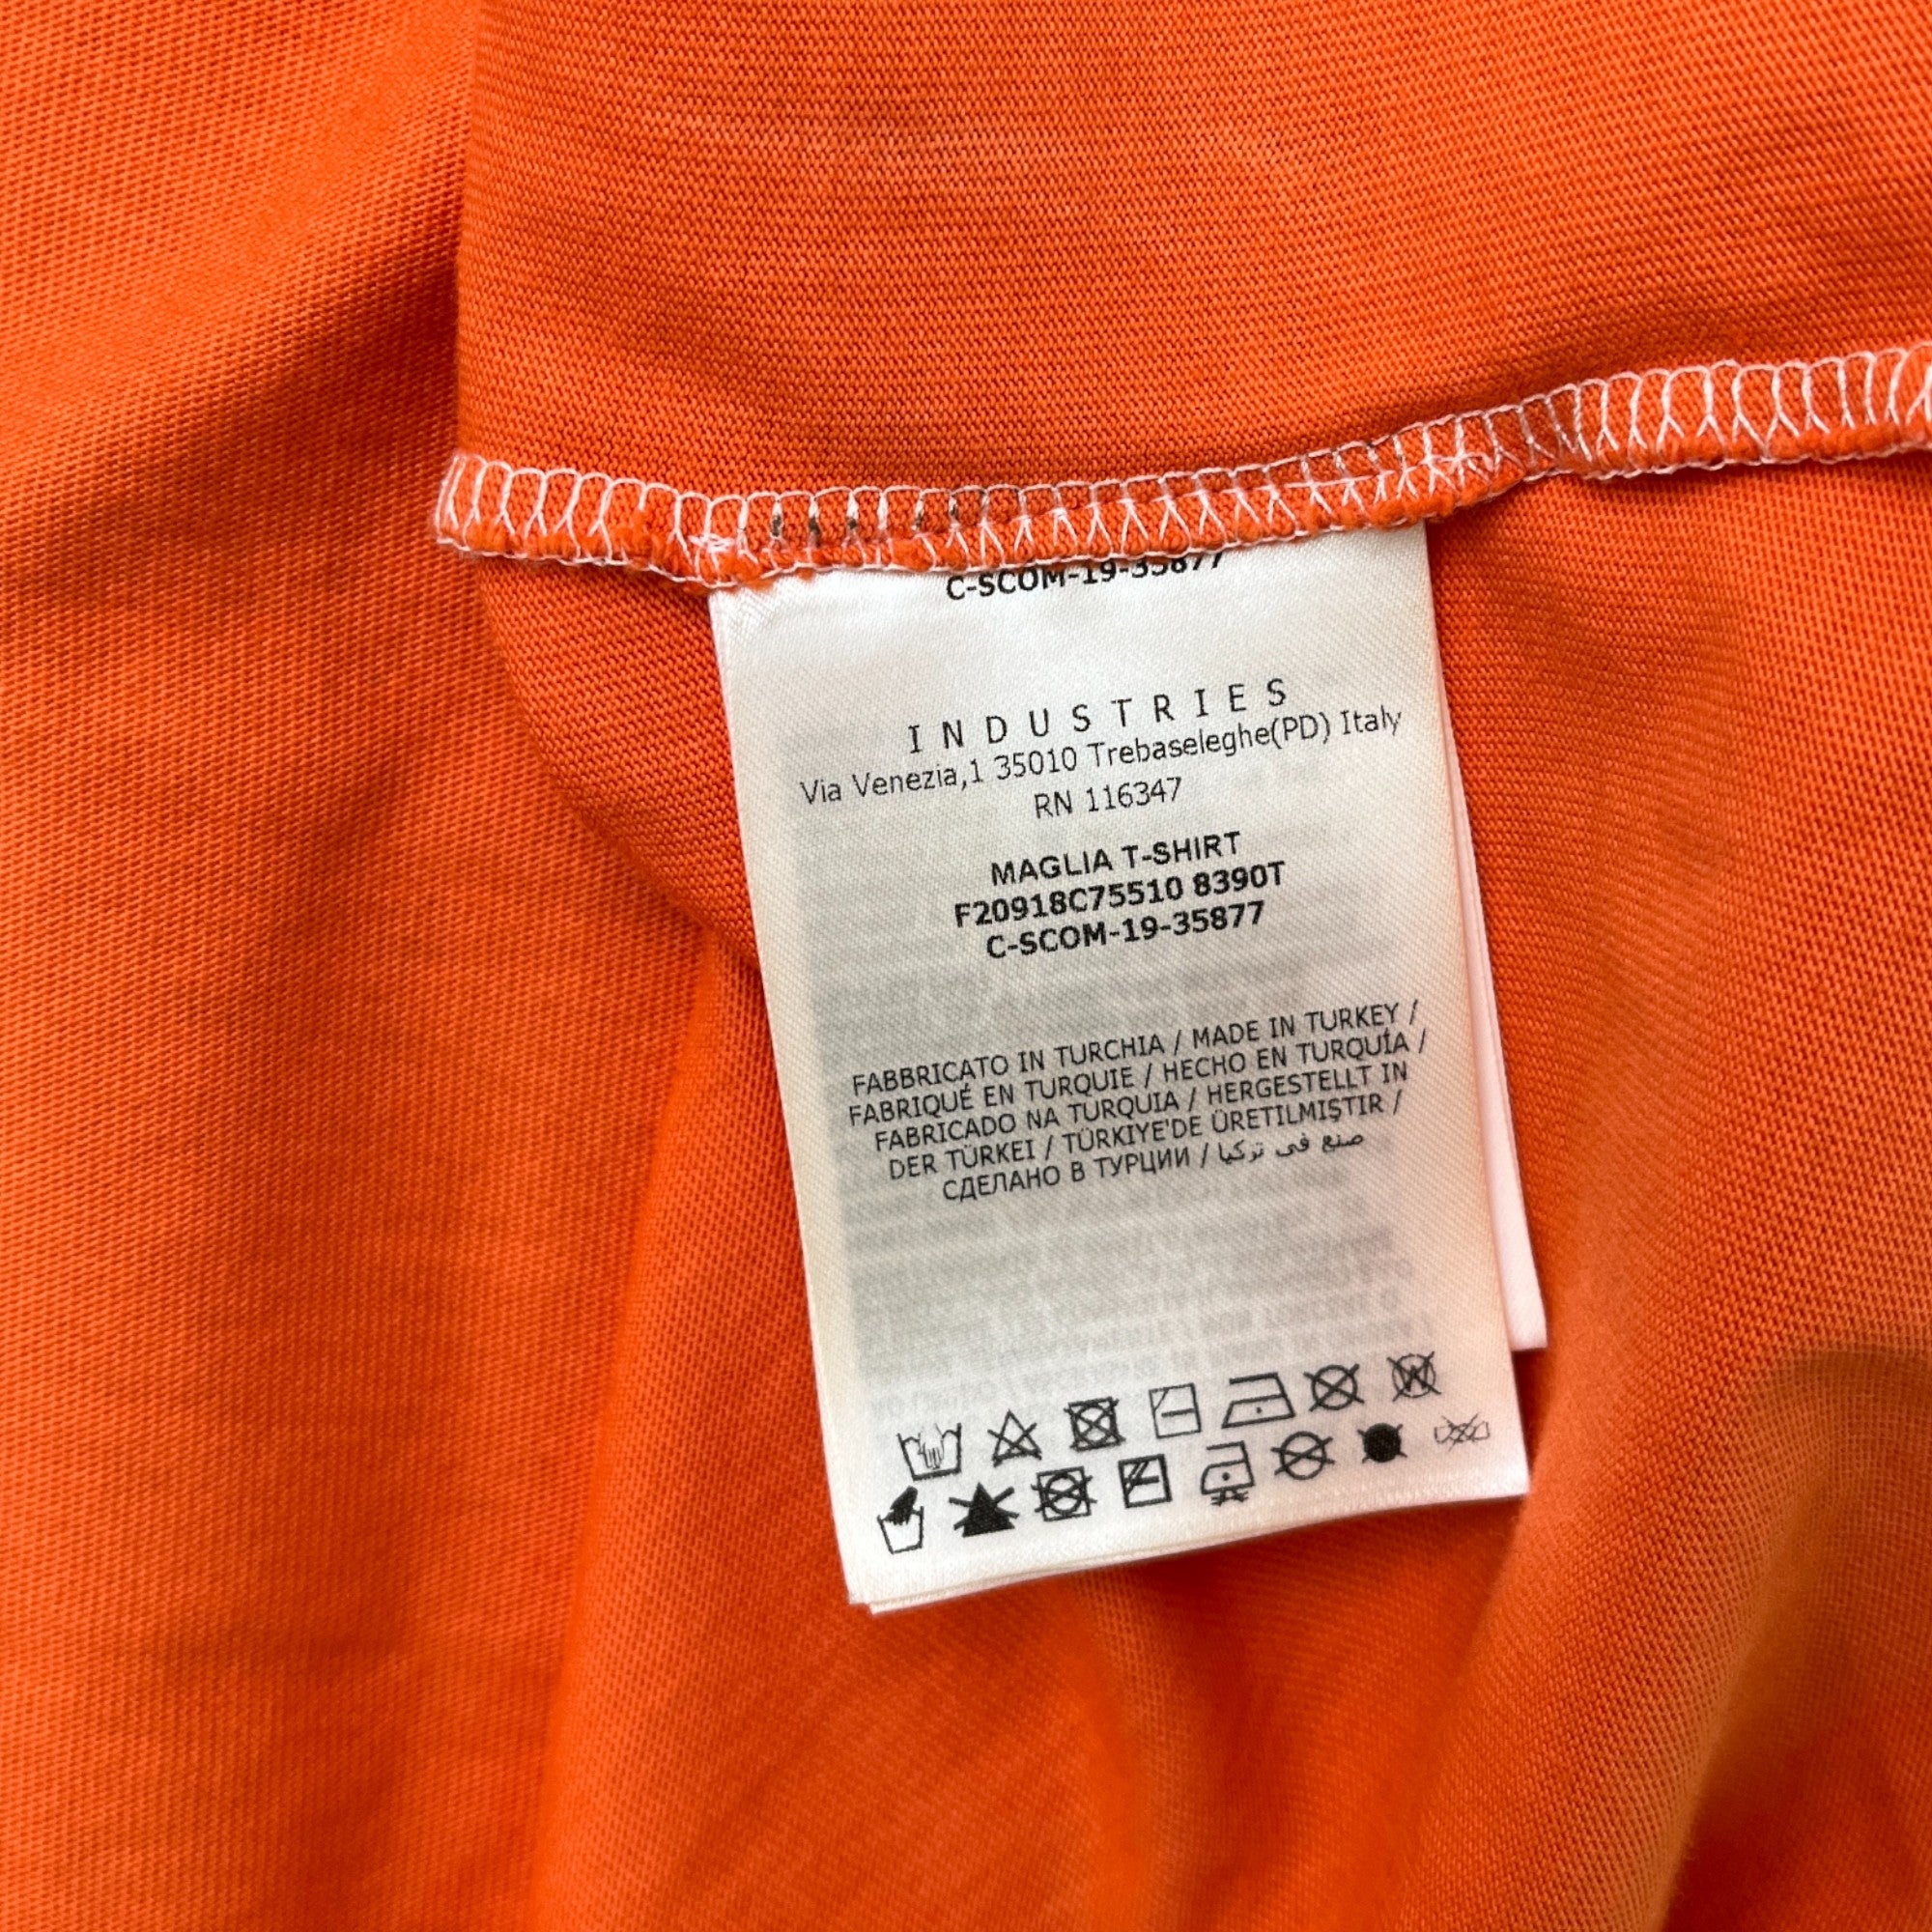 C-SCOM-19-35877
INDUSTRIES
Via Venezia,1 35010 Trebaseleghe(PD) Italy
RN 116347
MAGLIA T-SHIRT
F20918C75510 8390T
C-SCOM-19-35877
FABBRICATO IN TURCHIA / MADE IN TURKEY /
FABRIQUÉ EN TURQUIE / HECHO EN TURQUÍA /
FABRICADO NA TURQUIA / HERGESTELLT IN
DER TÜRKEI / TÜRKIYE'DE ÜRETILMIŞTIR /
СДЕЛАНО В ТУРЦИИ / صنع في تركيا